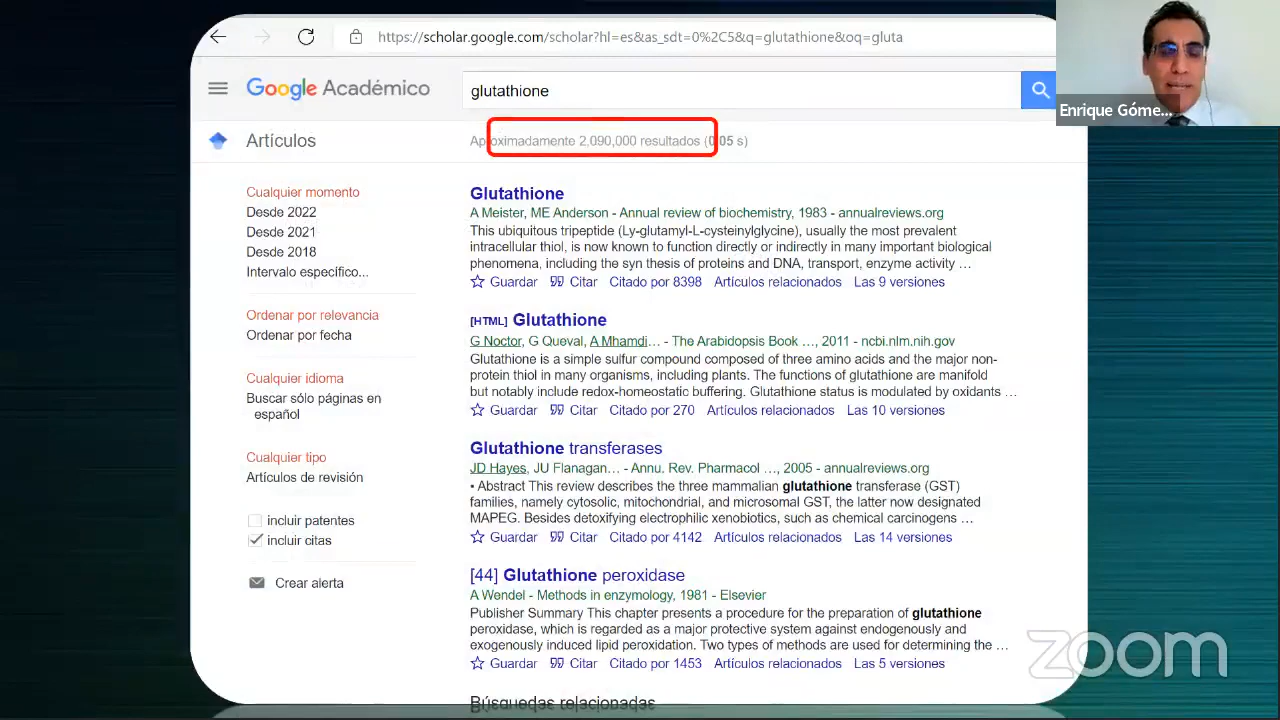 https://scholar.google.com/scholar?hl=es&as_sdt=0%2C5&q=glutathione&oq=gluta
Enrique Góme...
Google Académico
glutathione
Artículos
Aproximadamente 2,090,000 resultados (0.05 s)
Cualquier momento
Desde 2022
Desde 2021
Desde 2018
Intervalo específico...
Ordenar por relevancia
Ordenar por fecha
Cualquier idioma
Buscar sólo páginas en
español
Cualquier tipo
Artículos de revisión
incluir patentes
incluir citas
Crear alerta
Glutathione
A Meister, ME Anderson - Annual review of biochemistry, 1983 - annualreviews.org
This ubiquitous tripeptide (Ly-glutamyl-L-cysteinylglycine), usually the most prevalent
intracellular thiol, is now known to function directly or indirectly in many important biological
phenomena, including the syn thesis of proteins and DNA, transport, enzyme activity …
Guardar Citar Citado por 8398 Artículos relacionados Las 9 versiones
[HTML] Glutathione
G Noctor, G Queval, A Mhamdi… - The Arabidopsis Book …, 2011 - ncbi.nlm.nih.gov
Glutathione is a simple sulfur compound composed of three amino acids and the major non-
protein thiol in many organisms, including plants. The functions of glutathione are manifold
but notably include redox-homeostatic buffering. Glutathione status is modulated by oxidants …
Guardar Citar Citado por 270 Artículos relacionados Las 10 versiones
Glutathione transferases
JD Hayes, JU Flanagan… - Annu. Rev. Pharmacol …, 2005 - annualreviews.org
▪ Abstract This review describes the three mammalian glutathione transferase (GST)
families, namely cytosolic, mitochondrial, and microsomal GST, the latter now designated
MAPEG. Besides detoxifying electrophilic xenobiotics, such as chemical carcinogens …
Guardar Citar Citado por 4142 Artículos relacionados Las 14 versiones
[44] Glutathione peroxidase
A Wendel - Methods in enzymology, 1981 - Elsevier
Publisher Summary This chapter presents a procedure for the preparation of glutathione
peroxidase, which is regarded as a major protective system against endogenously and
exogenously induced lipid peroxidation. Two types of methods are used for determining the …
Guardar Citar Citado por 1453 Artículos relacionados Las 5 versiones
Búsquedas relacionadas
zoom